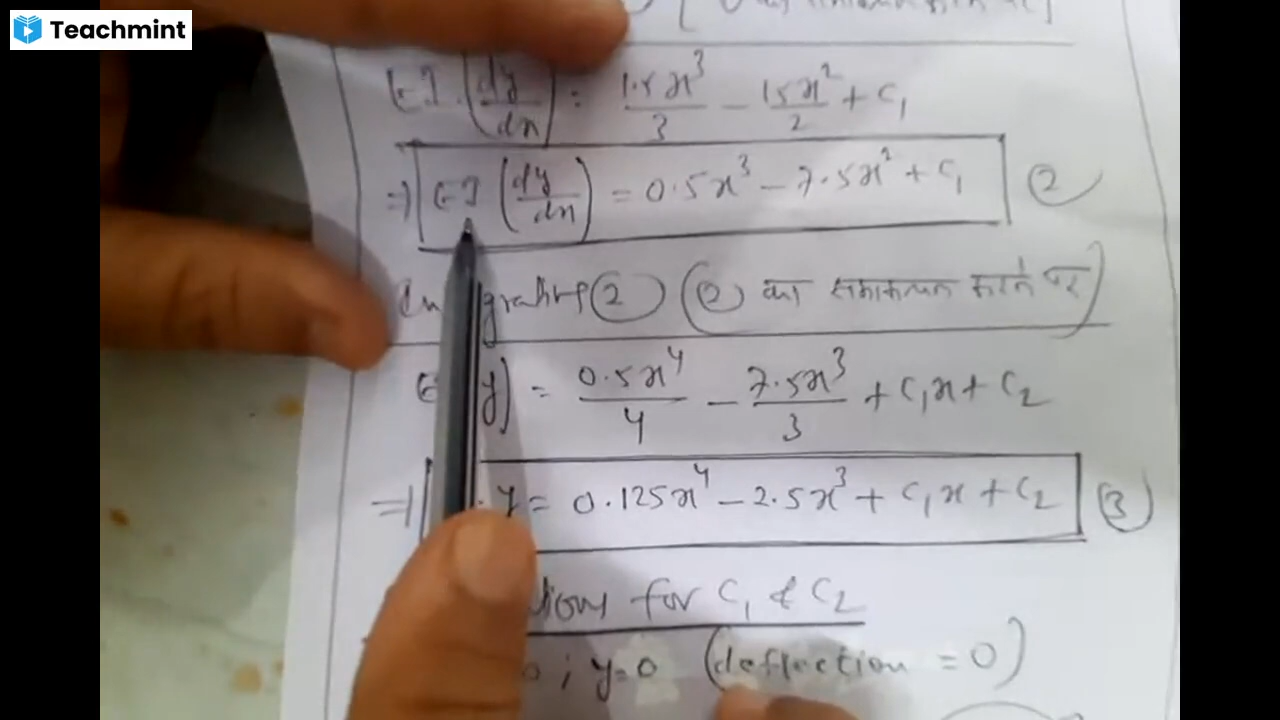 Teachmint
EI · (dy/dx) = 1.5x³/3 − 15x²/2 + C₁
⇒ EI (dy/dx) = 0.5x³ − 7.5x² + C₁ (2)
(2) (② का समाकलन करने पर)
y) = 0.5x⁴/4 − 7.5x³/3 + C₁x + C₂
⇒ · y = 0.125x⁴ − 2.5x³ + C₁x + C₂ (3)
for C₁ & C₂
; y=0 (deflection = 0)